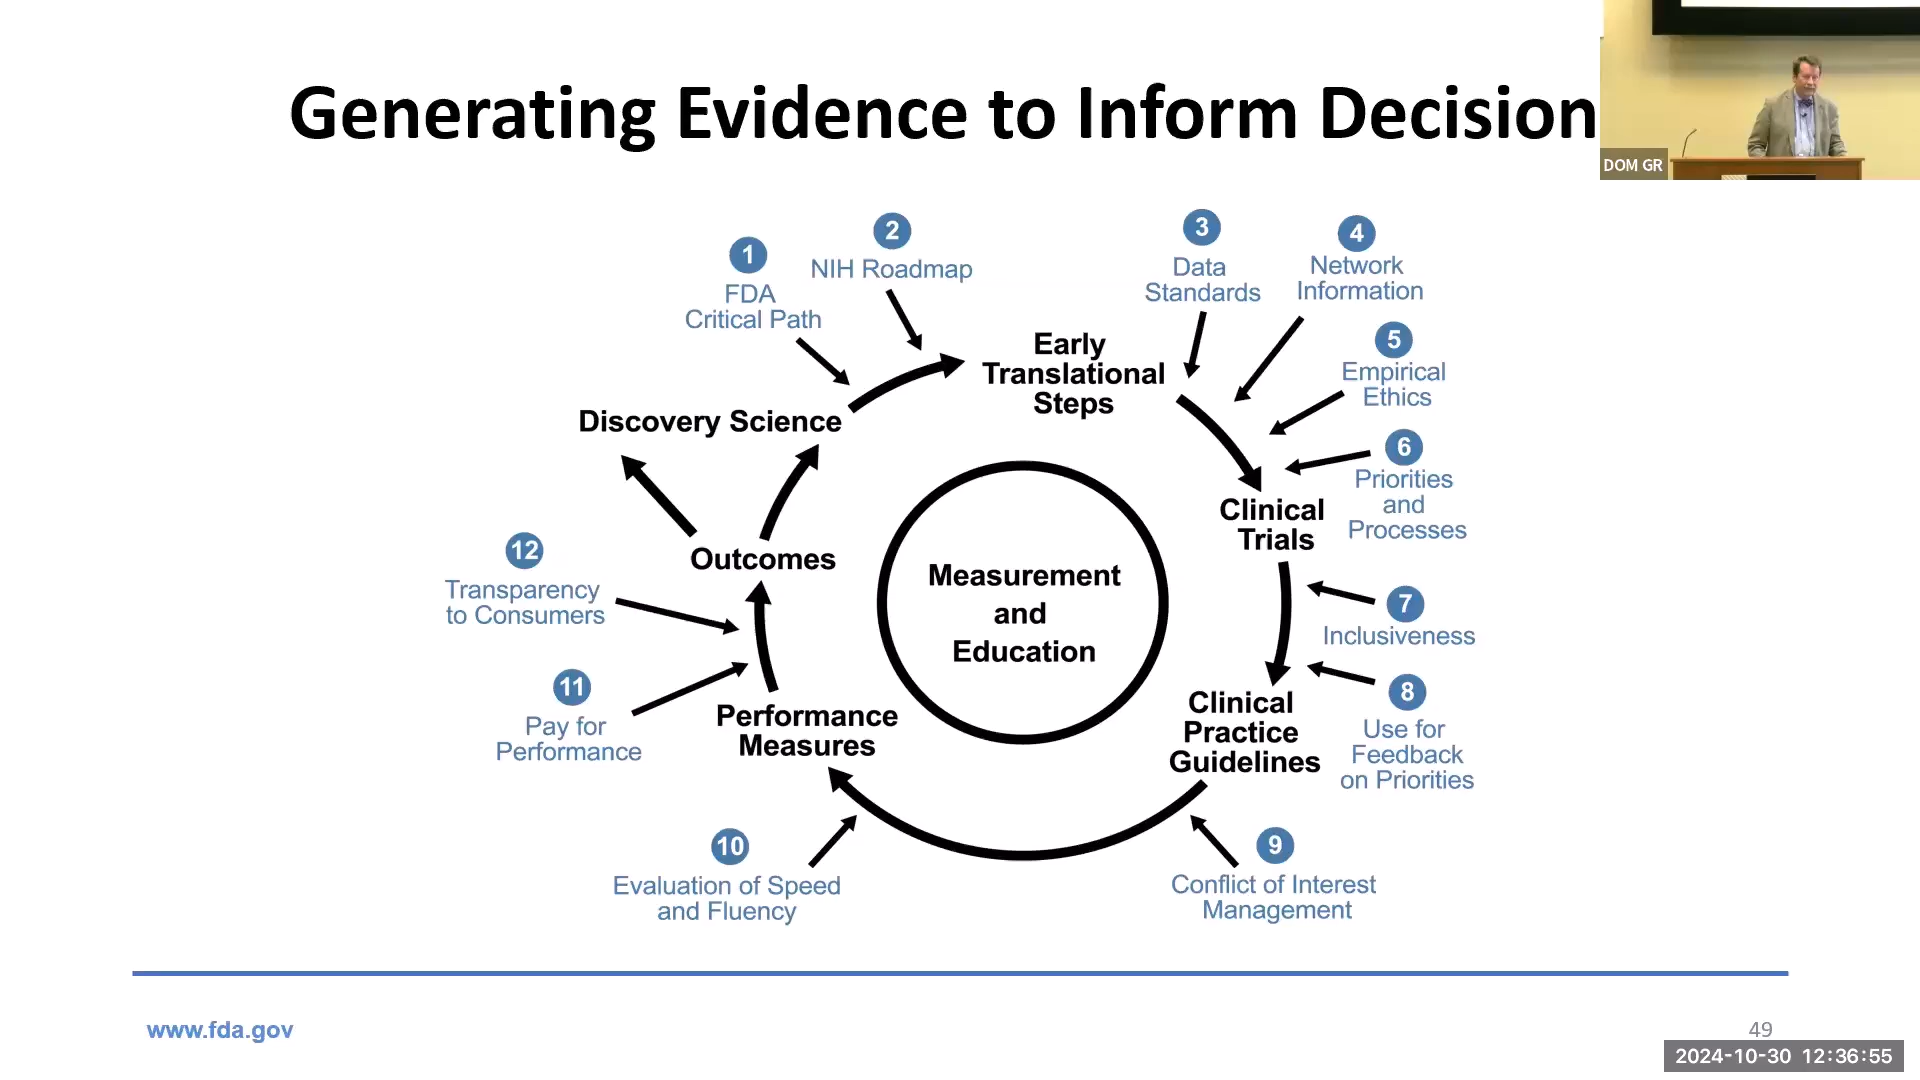 Generating Evidence to Inform Decision
DOM GR
1
FDA
Critical Path
2
NIH Roadmap
3
Data
Standards
4
Network
Information
5
Empirical
Ethics
6
Priorities
and
Processes
7
Inclusiveness
8
Use for
Feedback
on Priorities
9
Conflict of Interest
Management
10
Evaluation of Speed
and Fluency
11
Pay for
Performance
12
Transparency
to Consumers
Early
Translational
Steps
Clinical
Trials
Clinical
Practice
Guidelines
Performance
Measures
Outcomes
Discovery Science
Measurement
and
Education
www.fda.gov
49
2024-10-30 12:36:55